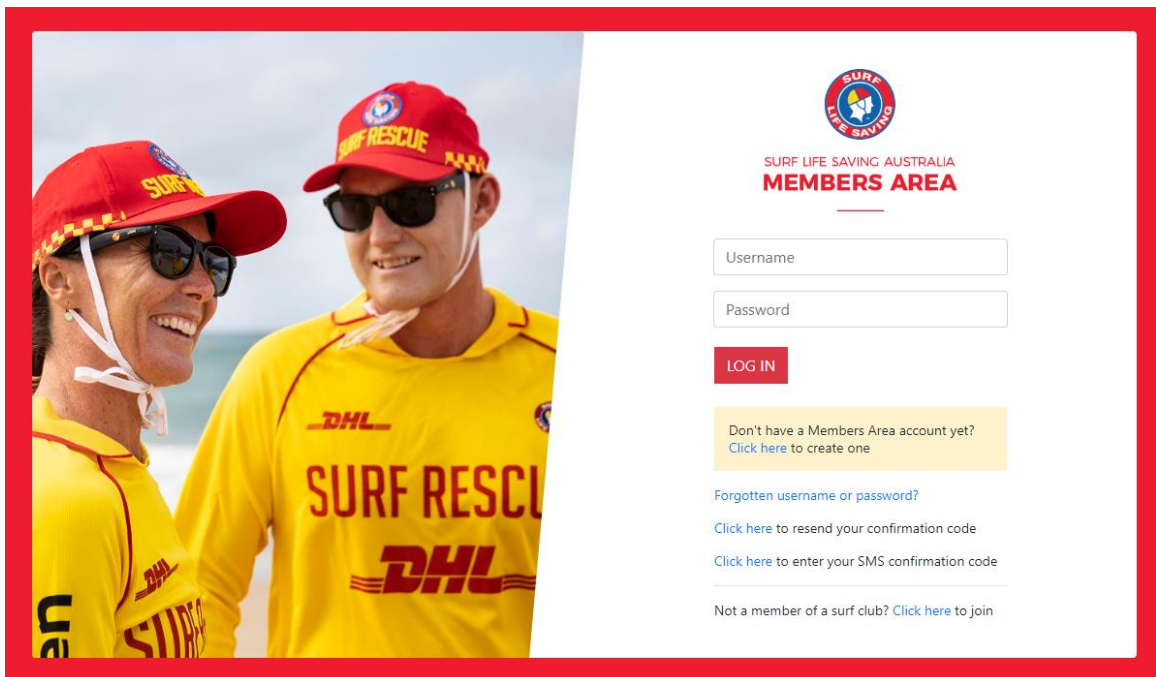 SURF
SURF RESCUE
DHL
SURF RESCU
DHL
DHL
SURF
en
SURF
LIFE SAVING
SURF LIFE SAVING AUSTRALIA
MEMBERS AREA
Username
Password
LOG IN
Don't have a Members Area account yet?
Click here to create one
Forgotten username or password?
Click here to resend your confirmation code
Click here to enter your SMS confirmation code
Not a member of a surf club? Click here to join